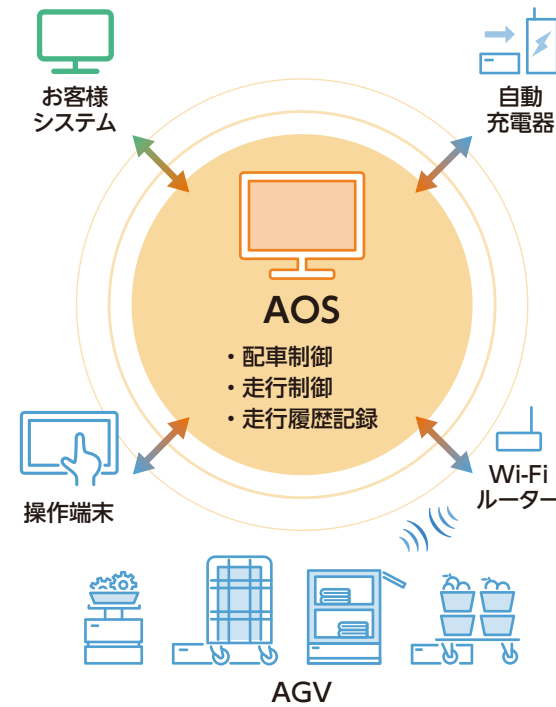 お客様
システム
自動
充電器
AOS
・配車制御
・走行制御
・走行履歴記録
操作端末
Wi-Fi
ルーター
AGV